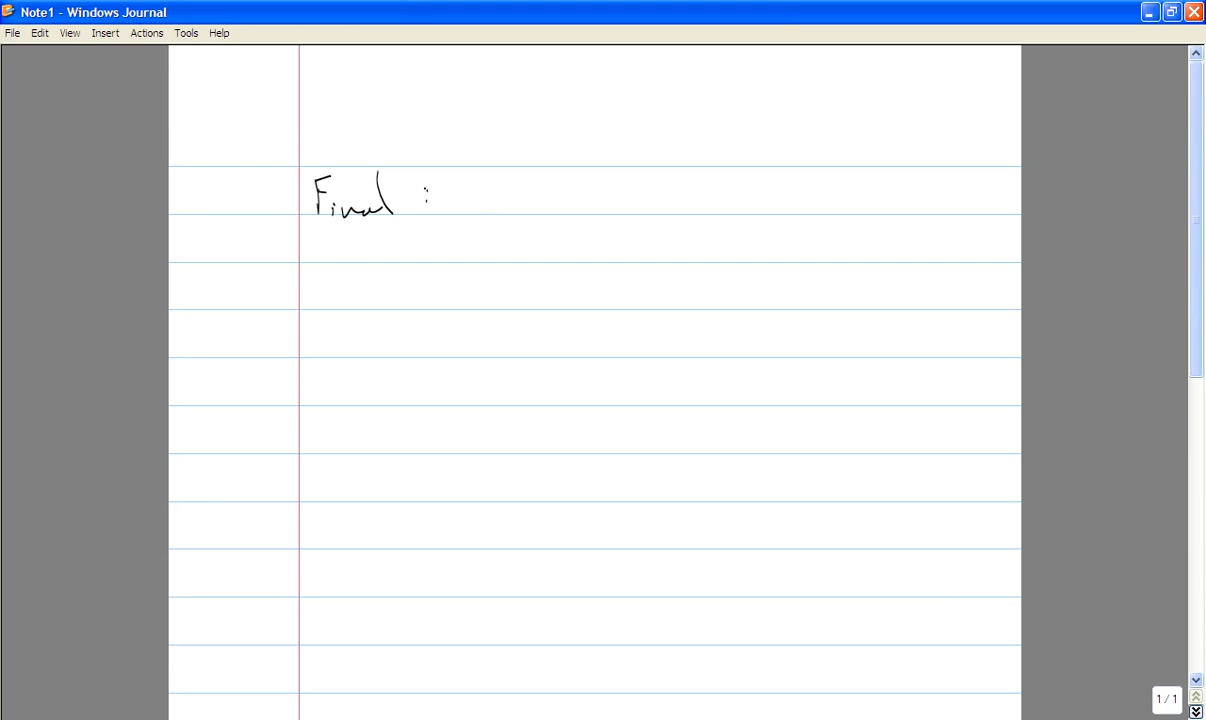 Note1 - Windows Journal
File Edit View Insert Actions Tools Help
Final :
1 / 1